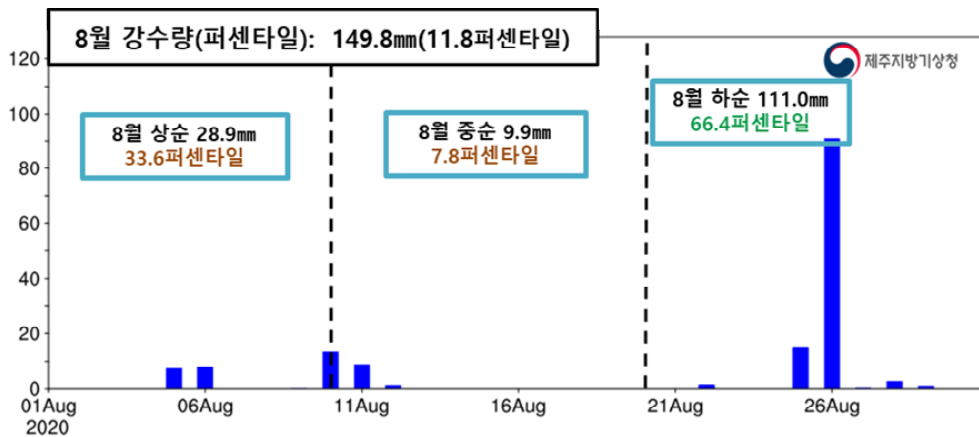 8월 강수량(퍼센타일): 149.8㎜(11.8퍼센타일)
제주지방기상청
8월 상순 28.9㎜
33.6퍼센타일
8월 중순 9.9㎜
7.8퍼센타일
8월 하순 111.0㎜
66.4퍼센타일
120
100
80
60
40
20
0
01Aug 06Aug 11Aug 16Aug 21Aug 26Aug
2020